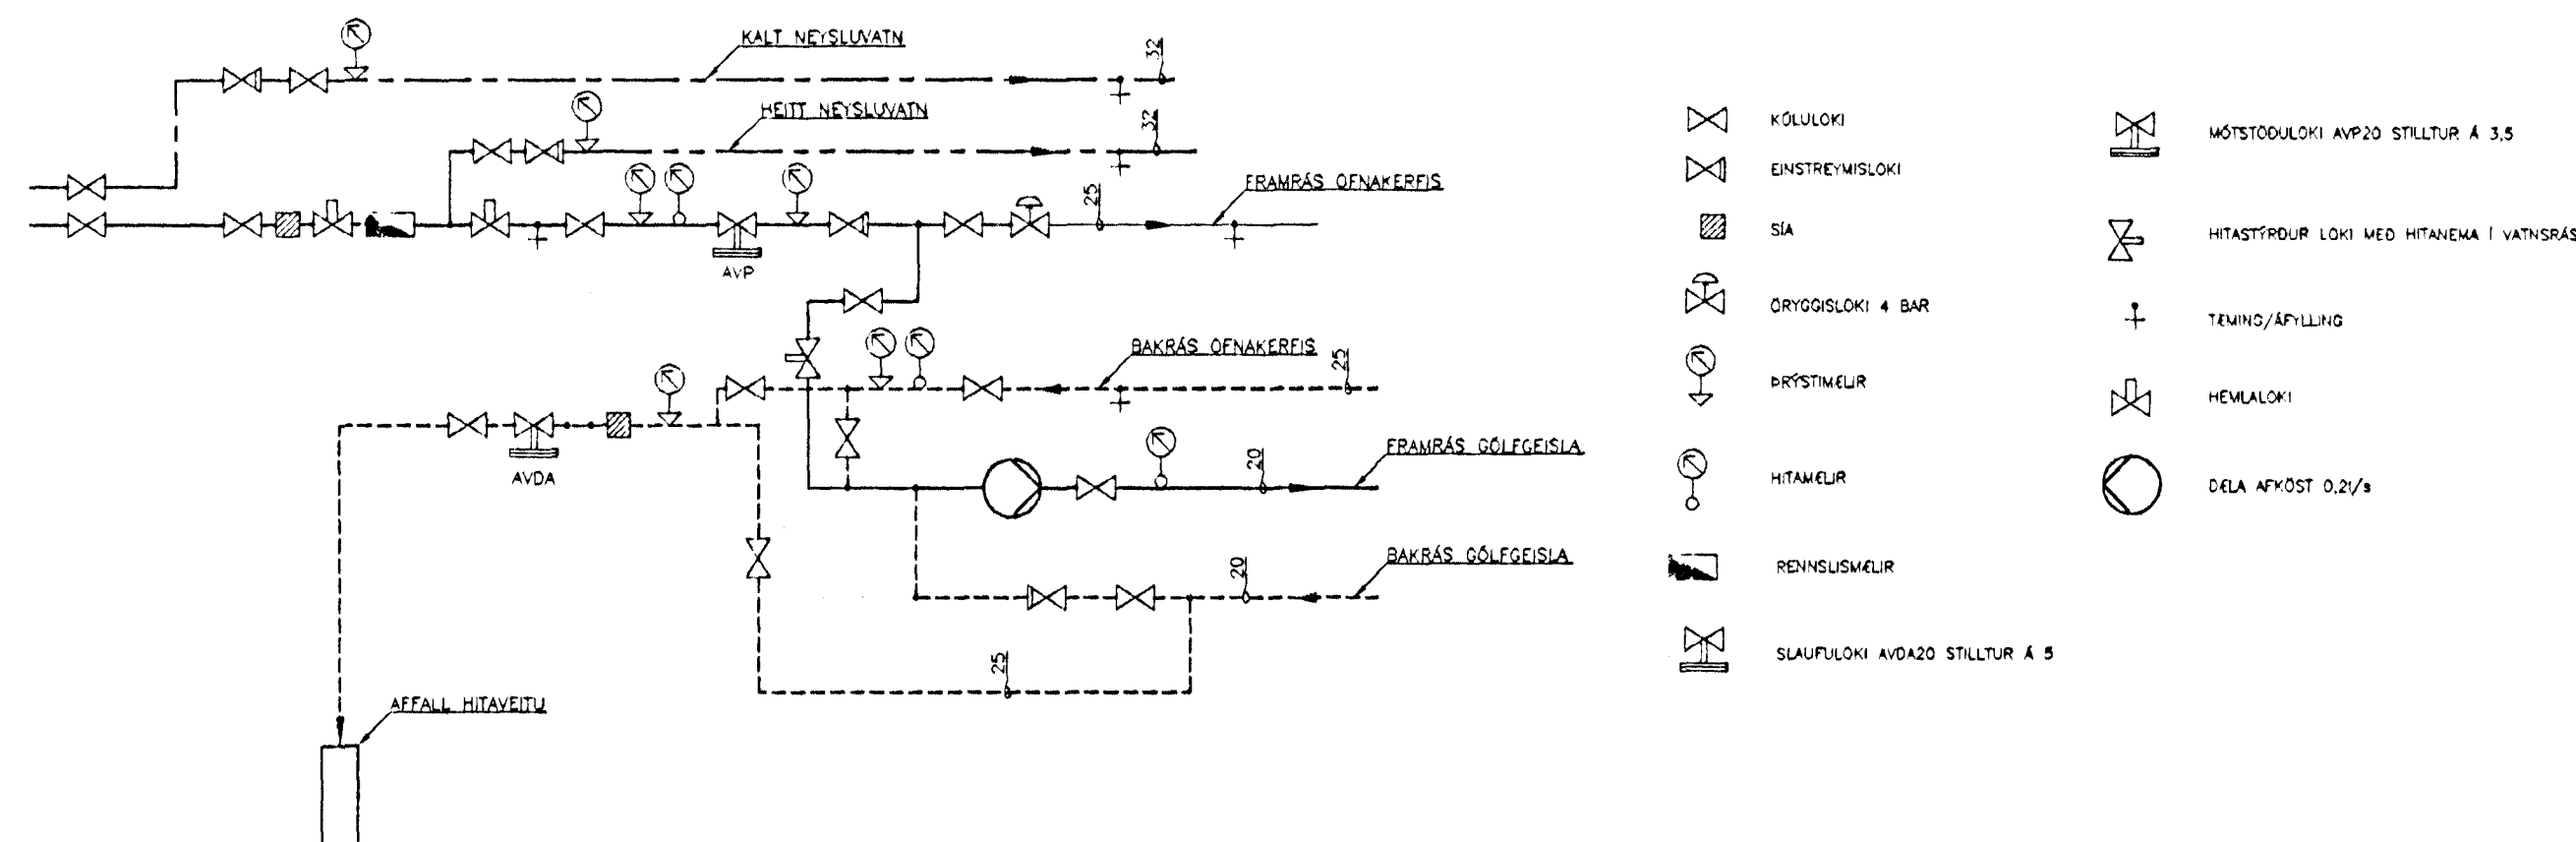 KALT NEYSLUVATN
32
HEITT NEYSLUVATN
32
FRAMRÁS OFNAKERFIS
25
AVP
BAKRÁS OFNAKERFIS
25
AVDA
FRAMRÁS GÓLFGEISLA
20
BAKRÁS GÓLFGEISLA
20
25
AFFALL HITAVEITU
KÚLULOKI
EINSTREYMISLOKI
SÍA
ÖRYGGISLOKI 4 BAR
ÞRÝSTIMÆLIR
HITAMÆLIR
RENNSLISMÆLIR
SLAUFULOKI AVDA20 STILLTUR Á 5
MÓTSTÖÐULOKI AVP20 STILLTUR Á 3,5
HITASTÝRÐUR LOKI MEÐ HITANEMA Í VATNSRÁS
TÆMING/ÁFYLLING
HEMLALOKI
DÆLA AFKÖST 0,2l/s